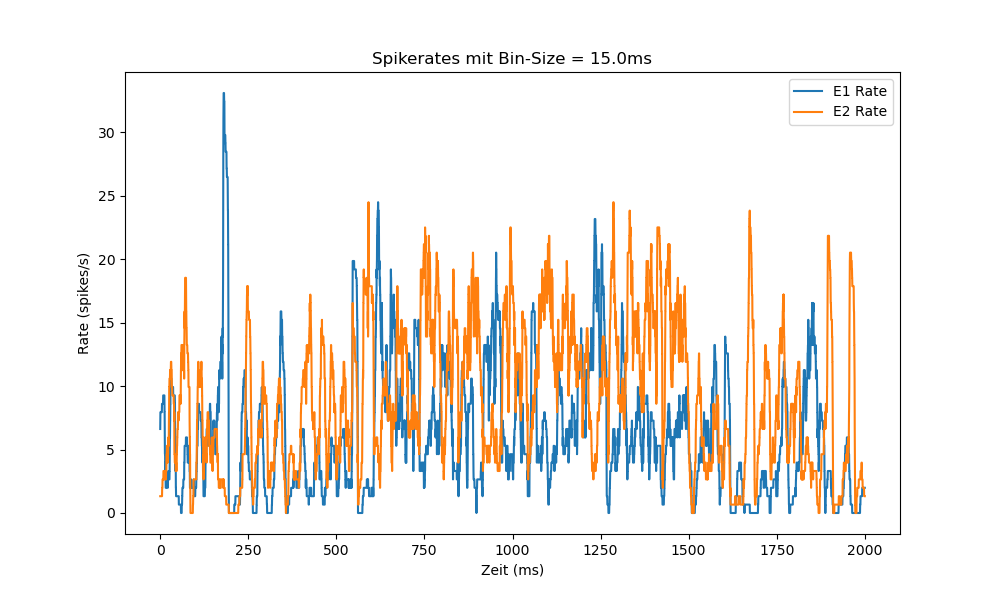 Spikerates mit Bin-Size = 15.0ms
E1 Rate
E2 Rate
Rate (spikes/s)
30
25
20
15
10
5
0
0 250 500 750 1000 1250 1500 1750 2000
Zeit (ms)